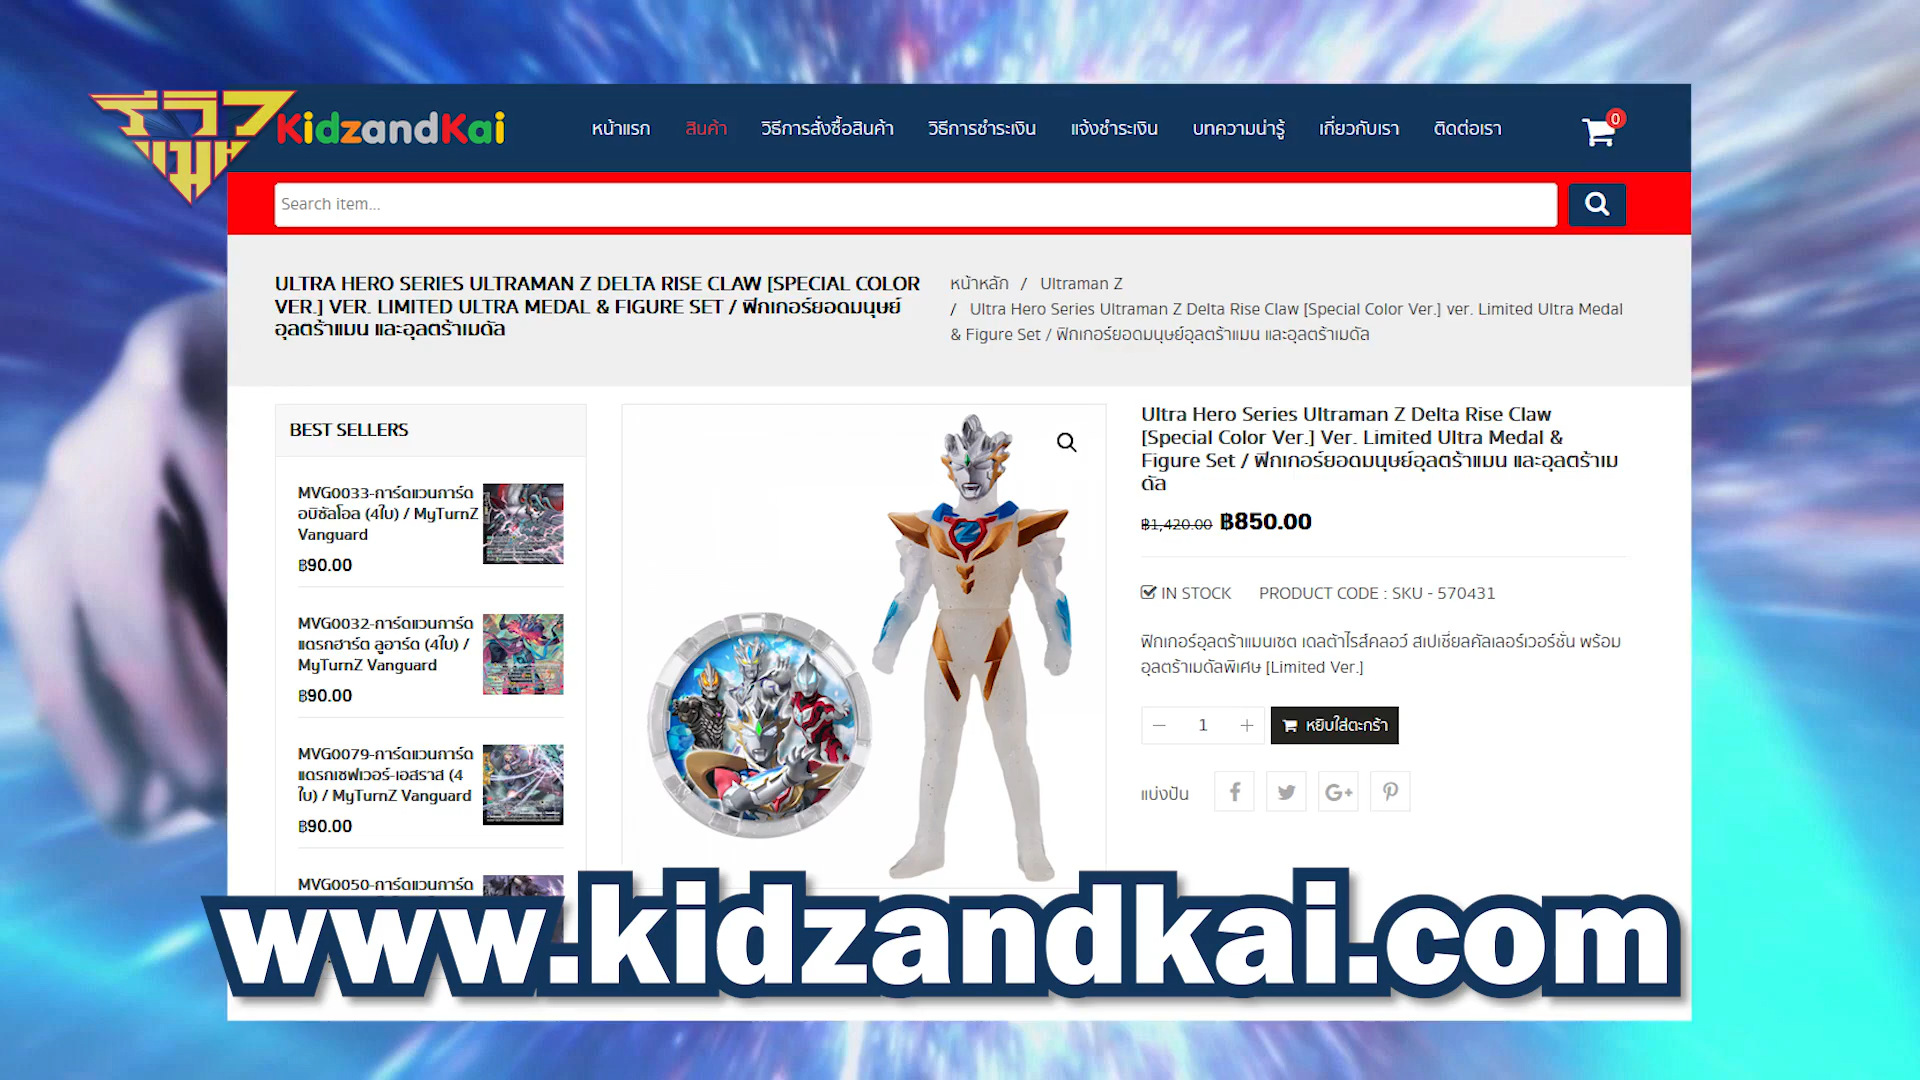 รีวิว
แมน
KidzandKai
หน้าแรก
สินค้า
วิธีการสั่งซื้อสินค้า
วิธีการชำระเงิน
แจ้งชำระเงิน
บทความน่ารู้
เกี่ยวกับเรา
ติดต่อเรา
0
Search item...
ULTRA HERO SERIES ULTRAMAN Z DELTA RISE CLAW [SPECIAL COLOR
VER.] VER. LIMITED ULTRA MEDAL & FIGURE SET / ฟิกเกอร์ยอดมนุษย์
อุลตร้าแมน และอุลตร้าเมดัล
หน้าหลัก / Ultraman Z
/ Ultra Hero Series Ultraman Z Delta Rise Claw [Special Color Ver.] ver. Limited Ultra Medal
& Figure Set / ฟิกเกอร์ยอดมนุษย์อุลตร้าแมน และอุลตร้าเมดัล
BEST SELLERS
MVG0033-การ์ดแวนการ์ด
อบิซัลโอล (4ใบ) / MyTurnZ
Vanguard
฿90.00
MVG0032-การ์ดแวนการ์ด
แดรกฮาร์ต ลูอาร์ด (4ใบ) /
MyTurnZ Vanguard
฿90.00
MVG0079-การ์ดแวนการ์ด
แดรกเซฟเวอร์-เอสราส (4
ใบ) / MyTurnZ Vanguard
฿90.00
MVG0050-การ์ดแวนการ์ด
Ultra Hero Series Ultraman Z Delta Rise Claw
[Special Color Ver.] Ver. Limited Ultra Medal &
Figure Set / ฟิกเกอร์ยอดมนุษย์อุลตร้าแมน และอุลตร้าเม
ดัล
฿1,420.00 ฿850.00
IN STOCK PRODUCT CODE : SKU - 570431
ฟิกเกอร์อุลตร้าแมนเซต เดลต้าไรส์คลอว์ สเปเชี่ยลคัลเลอร์เวอร์ชั่น พร้อม
อุลตร้าเมดัลพิเศษ [Limited Ver.]
1
หยิบใส่ตะกร้า
แบ่งปัน
www.kidzandkai.com